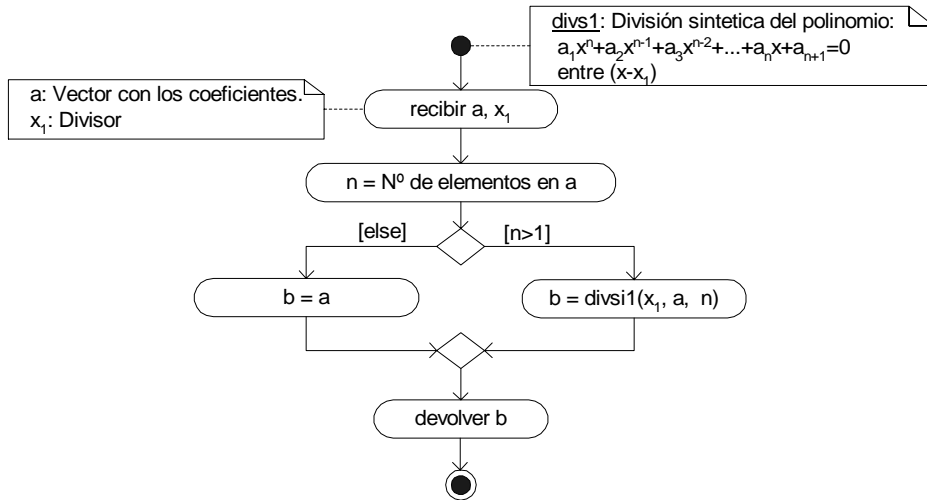 divs1: División sintetica del polinomio:
a₁xⁿ+a₂xⁿ⁻¹+a₃xⁿ⁻²+...+aₙx+aₙ₊₁=0
entre (x-x₁)
a: Vector con los coeficientes.
x₁: Divisor
recibir a, x₁
n = Nº de elementos en a
[else]
[n>1]
b = a
b = divsi1(x₁, a, n)
devolver b